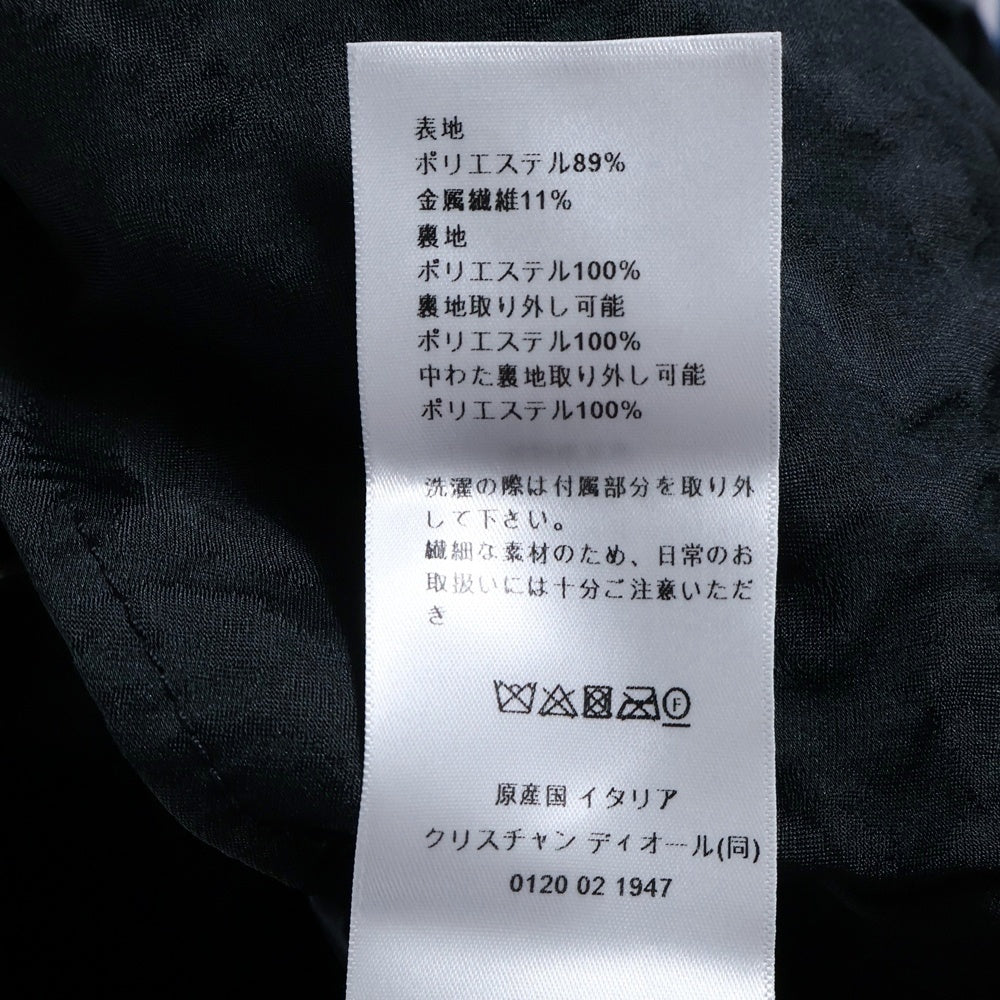 表地
ポリエステル89%
金属繊維11%
裏地
ポリエステル100%
裏地取り外し可能
ポリエステル100%
中わた裏地取り外し可能
ポリエステル100%
洗濯の際は付属部分を取り外
して下さい。
繊細な素材のため、日常のお
取扱いには十分ご注意いただ
き
F
原産国 イタリア
クリスチャン ディオール(同)
0120 02 1947